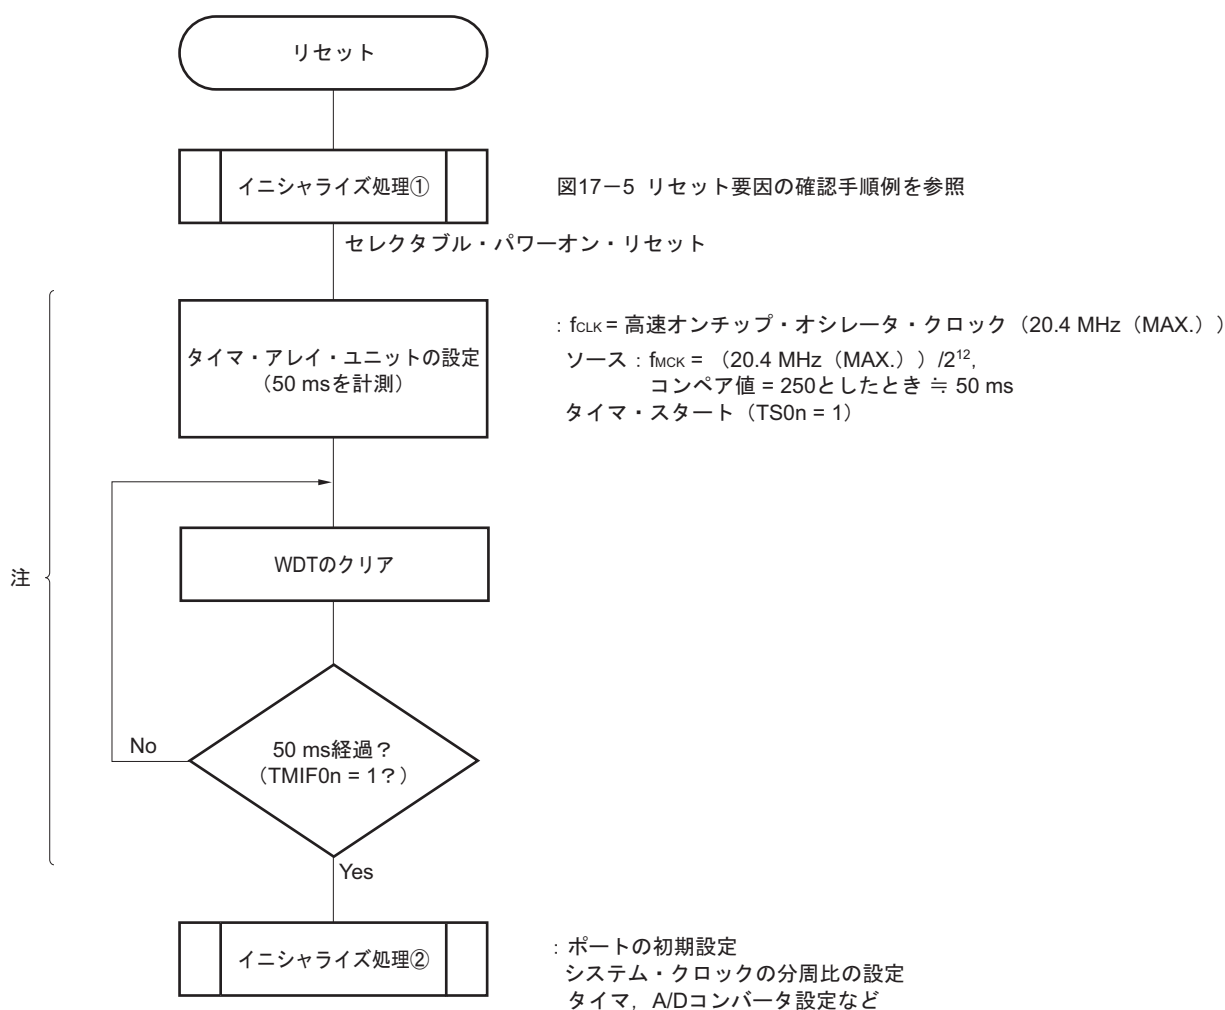 リセット
イニシャライズ処理①
図17－5 リセット要因の確認手順例を参照
セレクタブル・パワーオン・リセット
タイマ・アレイ・ユニットの設定
（50 msを計測）
：fCLK = 高速オンチップ・オシレータ・クロック（20.4 MHz（MAX.））
ソース：fMCK = （20.4 MHz（MAX.））/2¹²,
コンペア値 = 250としたとき ≒ 50 ms
タイマ・スタート（TS0n = 1）
WDTのクリア
注
No
50 ms経過？
（TMIF0n = 1？）
Yes
イニシャライズ処理②
：ポートの初期設定
システム・クロックの分周比の設定
タイマ，A/Dコンバータ設定など